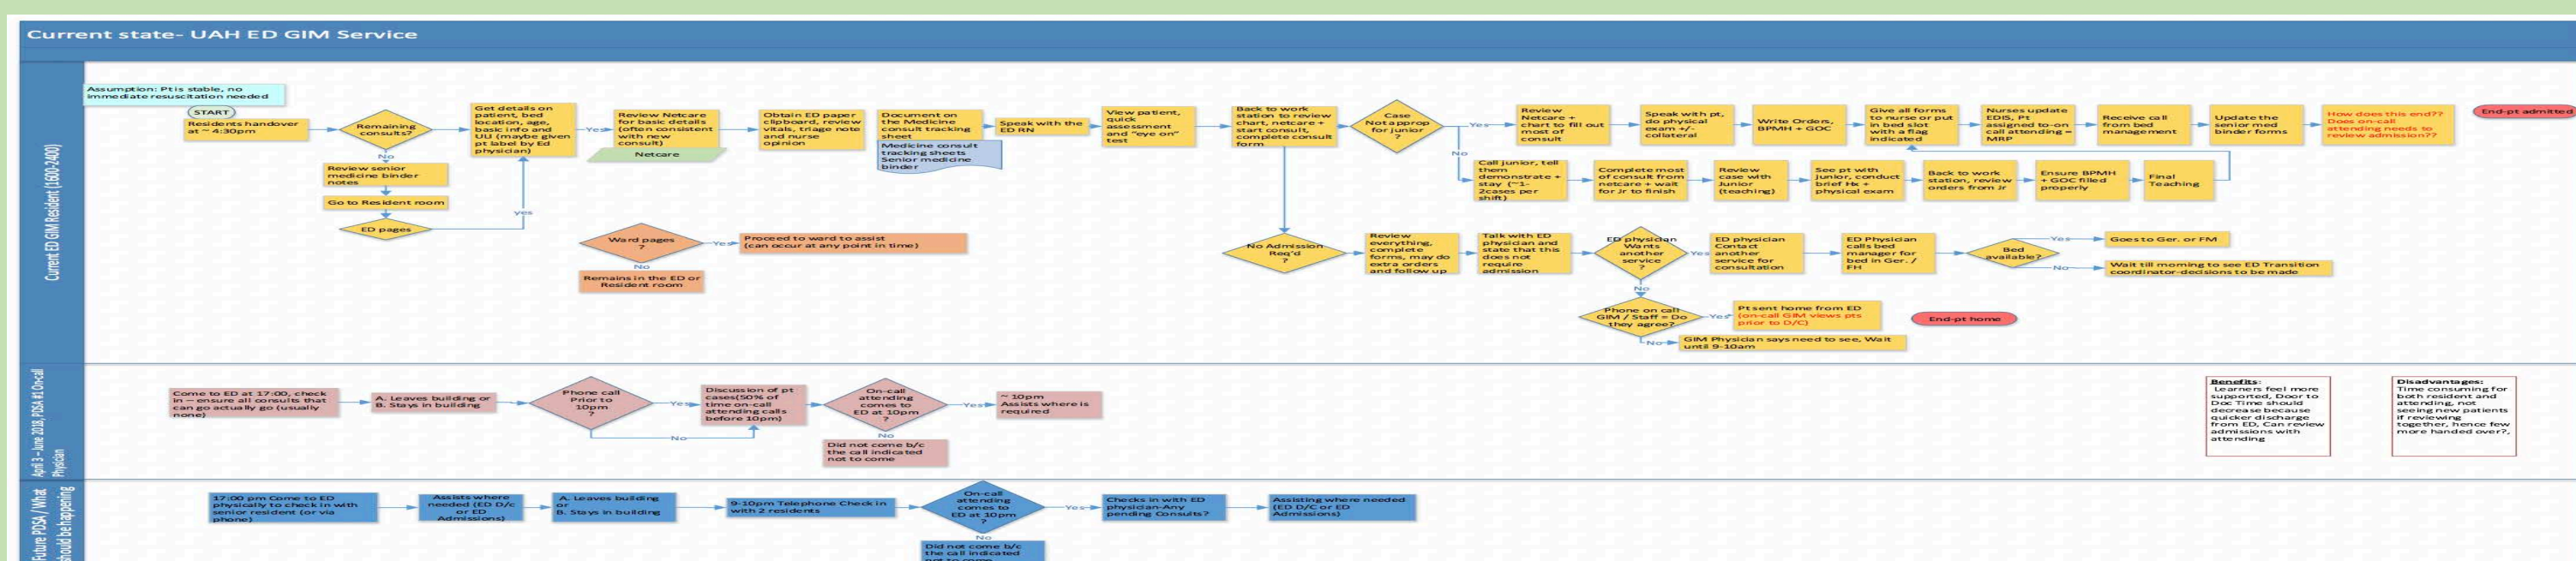 Current state- UAH ED GIM Service
Current ED GIM Resident (1600-2400)
Assumption: Pt is stable, no
immediate resuscitation needed
START
Residents handover
at ~ 4:30pm
Remaining
consults?
No
Review senior
medicine binder
notes
Go to Resident room
ED pages
yes
Get details on
patient, bed
location, age,
basic info and
ULI (maybe given
pt label by Ed
physician)
Yes
Review Netcare
for basic details
(often consistent
with new
consult)
Netcare
Obtain ED paper
clipboard, review
vitals, triage note
and nurse
opinion
Document on
the Medicine
consult tracking
sheet
Medicine consult
tracking sheets
Senior medicine
binder
Speak with the
ED RN
View patient,
quick
assessment
and "eye on"
test
Back to work
station to review
chart, netcare +
start consult,
complete consult
form
Case
Not approp
for junior
?
Yes
Review
Netcare +
chart to fill out
most of
consult
Speak with pt,
do physical
exam +/-
collateral
Write Orders,
BPMH + GOC
Give all forms
to nurse or put
in bed slot
with a flag
indicated
Nurses update
EDIS, Pt
assigned to-on
call attending =
MRP
Receive call
from bed
management
Update the
senior med
binder forms
How does this end??
Does on-call
attending needs to
review admission??
End-pt admitted
No
Call junior, tell
them
demonstrate +
stay (~1-
2cases per
shift)
Complete most
of consult from
netcare + wait
for Jr to finish
Review
case with
Junior
(teaching)
See pt with
junior, conduct
brief Hx +
physical exam
Back to work
station, review
orders from Jr
Ensure BPMH
+ GOC filled
properly
Final
Teaching
Ward pages
?
Yes
Proceed to ward to assist
(can occur at any point in time)
No
Remains in the ED or
Resident room
No Admission
Req'd
?
Review
everything,
complete
forms, may do
extra orders
and follow up
Talk with ED
physician and
state that this
does not
require
admission
ED physician
Wants
another
service
?
Yes
ED physician
Contact
another
service for
consultation
ED Physician
calls bed
manager for
bed in Ger. /
FH
Bed
available?
Yes
Goes to Ger. or FM
No
Wait till morning to see ED Transition
coordinator-decisions to be made
No
Phone on call
GIM / Staff = Do
they agree?
Yes
Pt sent home from ED
(on-call GIM views pts
prior to D/C)
End-pt home
No
GIM Physician says need to see, Wait
until 9-10am
April 3 – June 2018, PDSA #1 On-call
Physician
Come to ED at 17:00, check
in – ensure all consults that
can go actually go (usually
none)
A. Leaves building or
B. Stays in building
Phone call
Prior to
10pm
?
Yes
No
Discussion of pt
cases(50% of
time on-call
attending calls
before 10pm)
On-call
attending
comes to
ED at 10pm
?
Yes
~ 10pm
Assists where is
required
No
Did not come b/c
the call indicated
not to come
Benefits:
Learners feel more
supported, Door to
Doc Time should
decrease because
quicker discharge
from ED, Can review
admissions with
attending
Disadvantages:
Time consuming for
both resident and
attending, not
seeing new patients
if reviewing
together, hence few
more handed over?,
Future PDSA / What
should be happening
17:00 pm Come to ED
physically to check in with
senior resident (or via
phone)
Assists where
needed (ED D/c
or ED
Admissions)
A. Leaves building
or
B. Stays in building
9-10pm Telephone Check in
with 2 residents
On-call
attending
comes to
ED at 10pm
?
Yes
Checks in with ED
physician-Any
pending Consults?
Assisting where needed
(ED D/C or ED
Admissions)
No
Did not come b/c
the call indicated
not to come